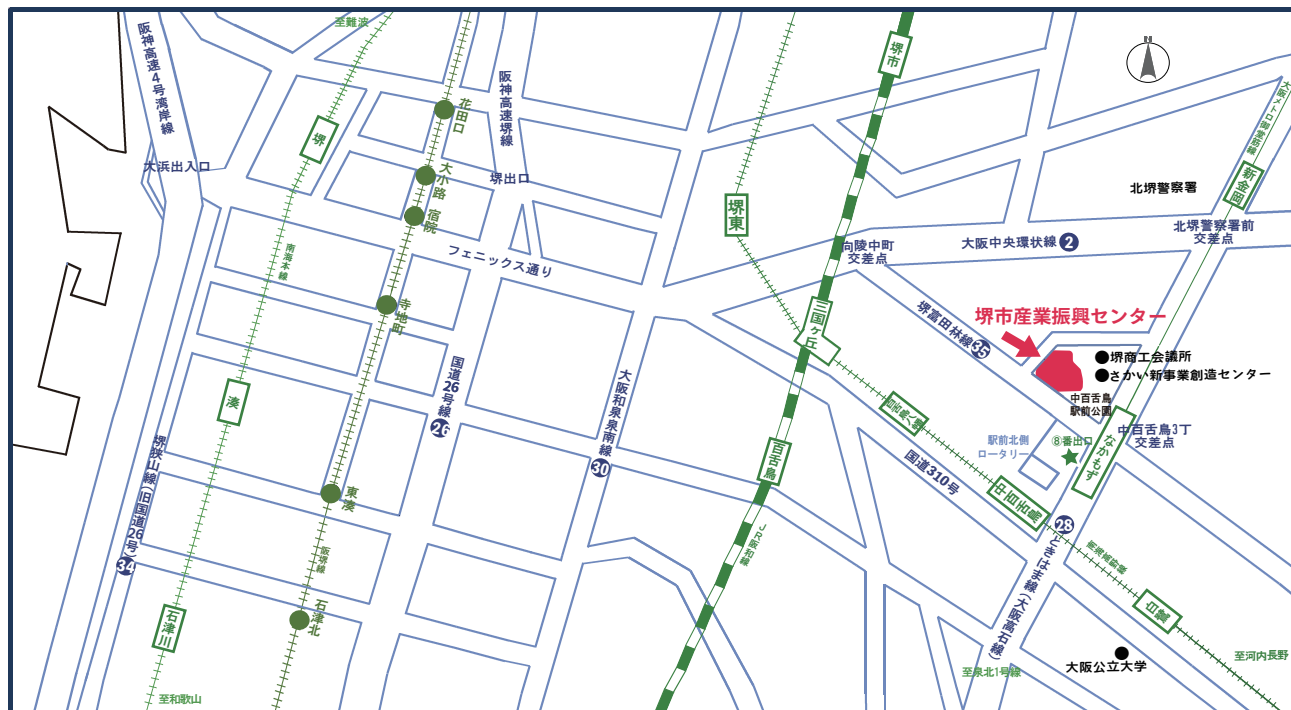 至難波
阪神高速4号湾岸線
大浜出入口
堺
花田口
大小路
宿院
阪神高速堺線
堺出口
フェニックス通り
南海本線
寺地町
国道26号線
26
湊
堺狭山線(旧国道26号)
34
東湊
阪堺線
石津北
石津川
至和歌山
大阪和泉泉南線
30
堺市
堺東
向陵中町
交差点
大阪中央環状線
2
三国ヶ丘
堺富田林線
35
百舌鳥
JR阪和線
百舌鳥八幡
国道310号
N
大阪メトロ御堂筋線
新金岡
北堺警察署
北堺警察署前
交差点
堺市産業振興センター
堺商工会議所
さかい新事業創造センター
中百舌鳥
駅前公園
中百舌鳥3丁
交差点
なかもず
⑧番出口
駅前北側
ロータリー
中百舌鳥
28
ときはま線(大阪高石線)
白鷺
大阪公立大学
至泉北1号線
至河内長野